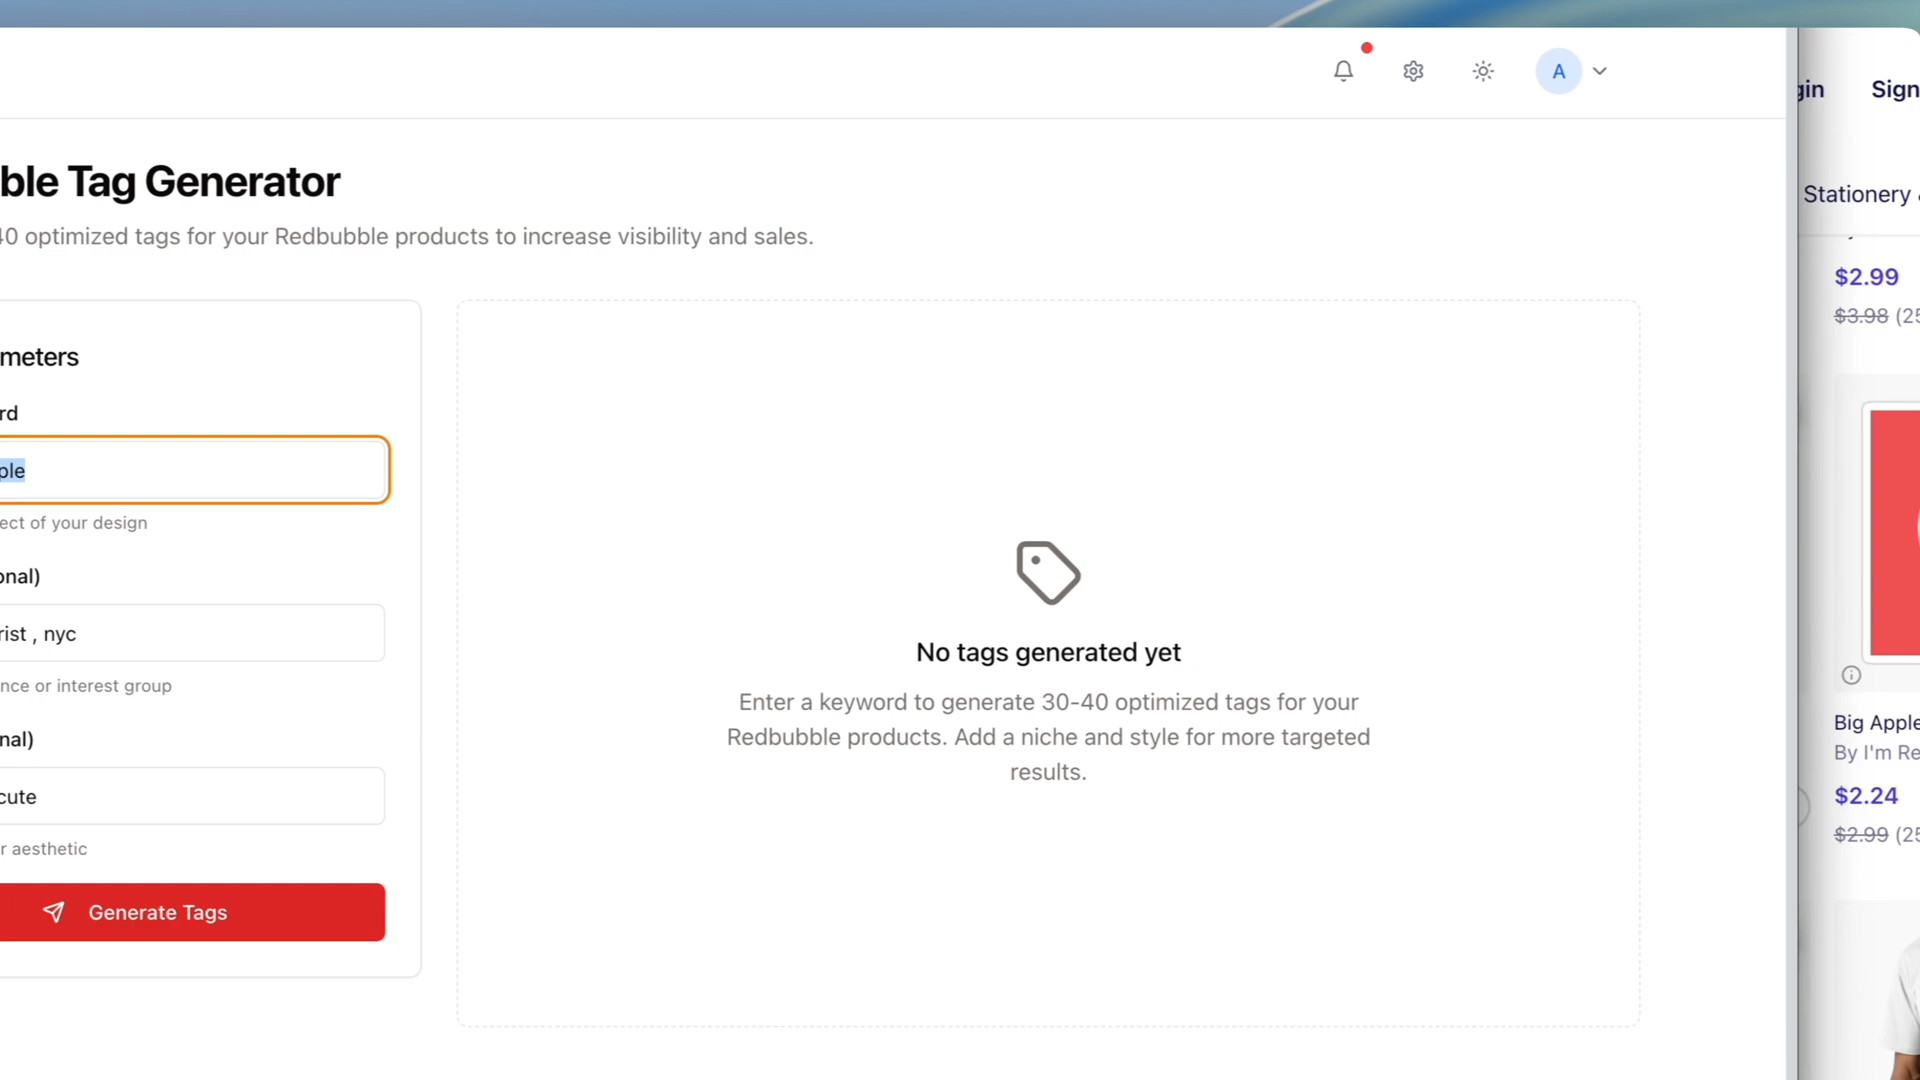 A
gin
Sign
ble Tag Generator
40 optimized tags for your Redbubble products to increase visibility and sales.
Stationery
$2.99
$3.98 (25
meters
rd
ple
ect of your design
onal)
rist , nyc
nce or interest group
nal)
cute
r aesthetic
Generate Tags
No tags generated yet
Enter a keyword to generate 30-40 optimized tags for your
Redbubble products. Add a niche and style for more targeted
results.
Big Apple
By I'm Re
$2.24
$2.99 (25